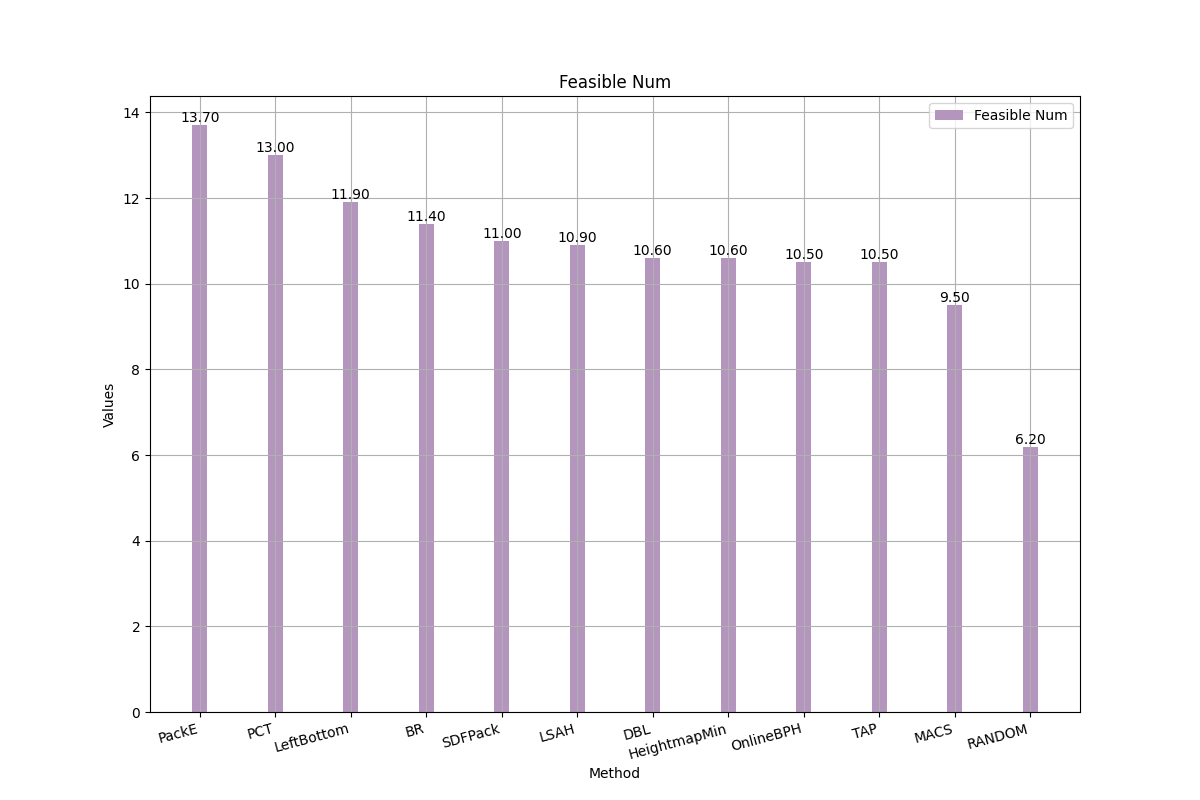 Feasible Num
Feasible Num
14
12
10
8
6
4
2
0
Values
13.70
13.00
11.90
11.40
11.00
10.90
10.60
10.60
10.50
10.50
9.50
6.20
PackE
PCT
LeftBottom
BR
SDFPack
LSAH
DBL
HeightmapMin
OnlineBPH
TAP
MACS
RANDOM
Method